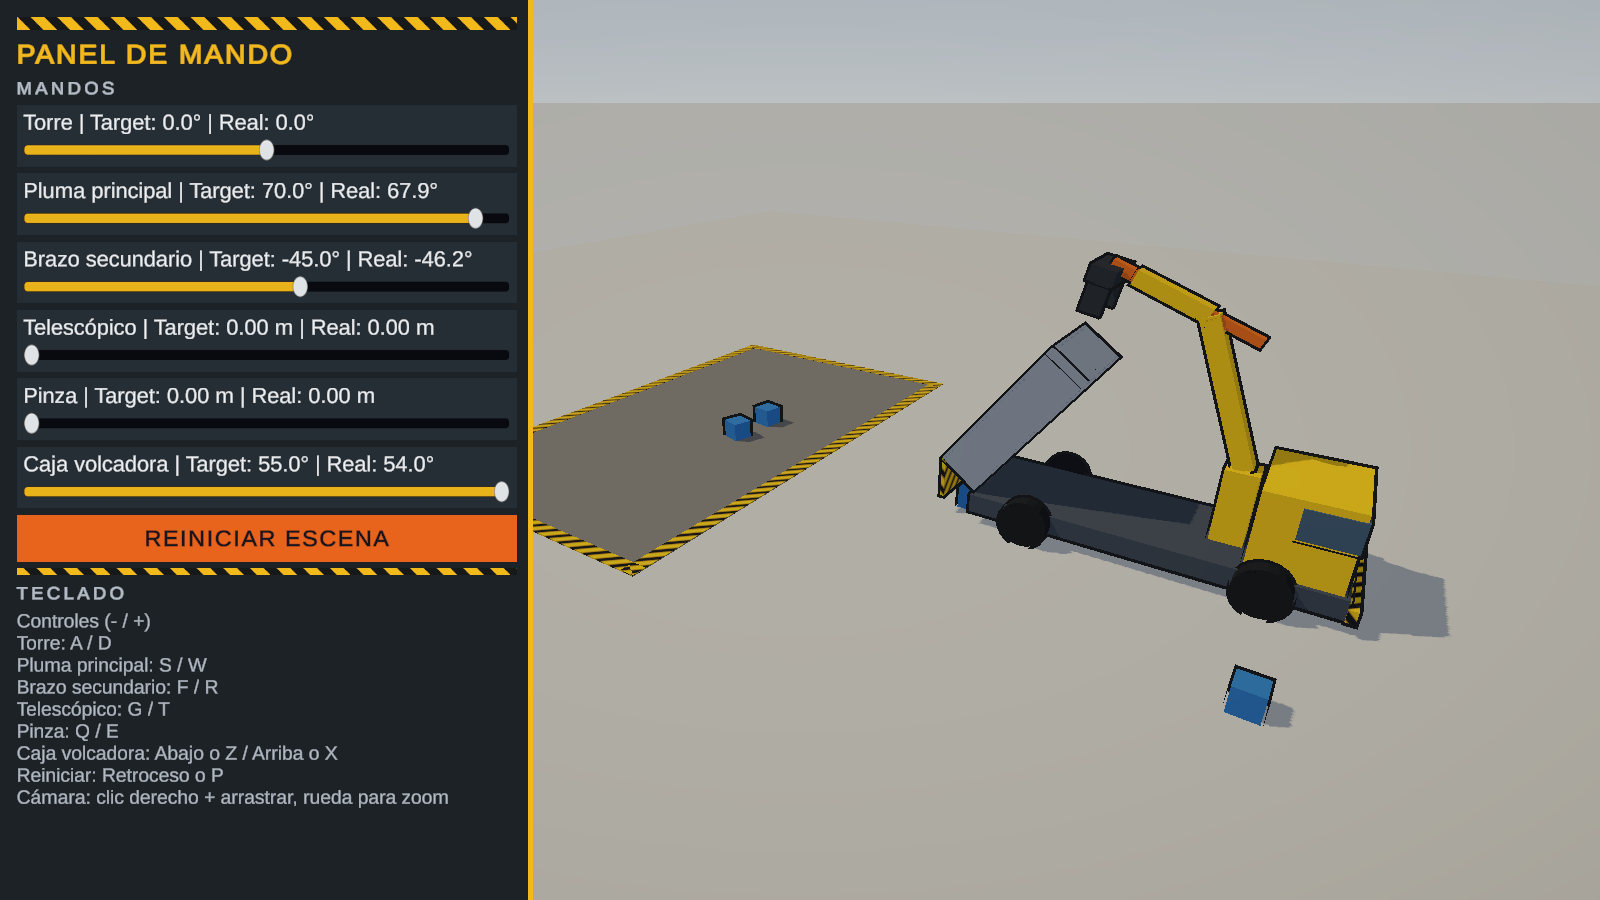 PANEL DE MANDO
MANDOS
Torre | Target: 0.0° | Real: 0.0°
Pluma principal | Target: 70.0° | Real: 67.9°
Brazo secundario | Target: -45.0° | Real: -46.2°
Telescópico | Target: 0.00 m | Real: 0.00 m
Pinza | Target: 0.00 m | Real: 0.00 m
Caja volcadora | Target: 55.0° | Real: 54.0°
REINICIAR ESCENA
TECLADO
Controles (- / +)
Torre: A / D
Pluma principal: S / W
Brazo secundario: F / R
Telescópico: G / T
Pinza: Q / E
Caja volcadora: Abajo o Z / Arriba o X
Reiniciar: Retroceso o P
Cámara: clic derecho + arrastrar, rueda para zoom